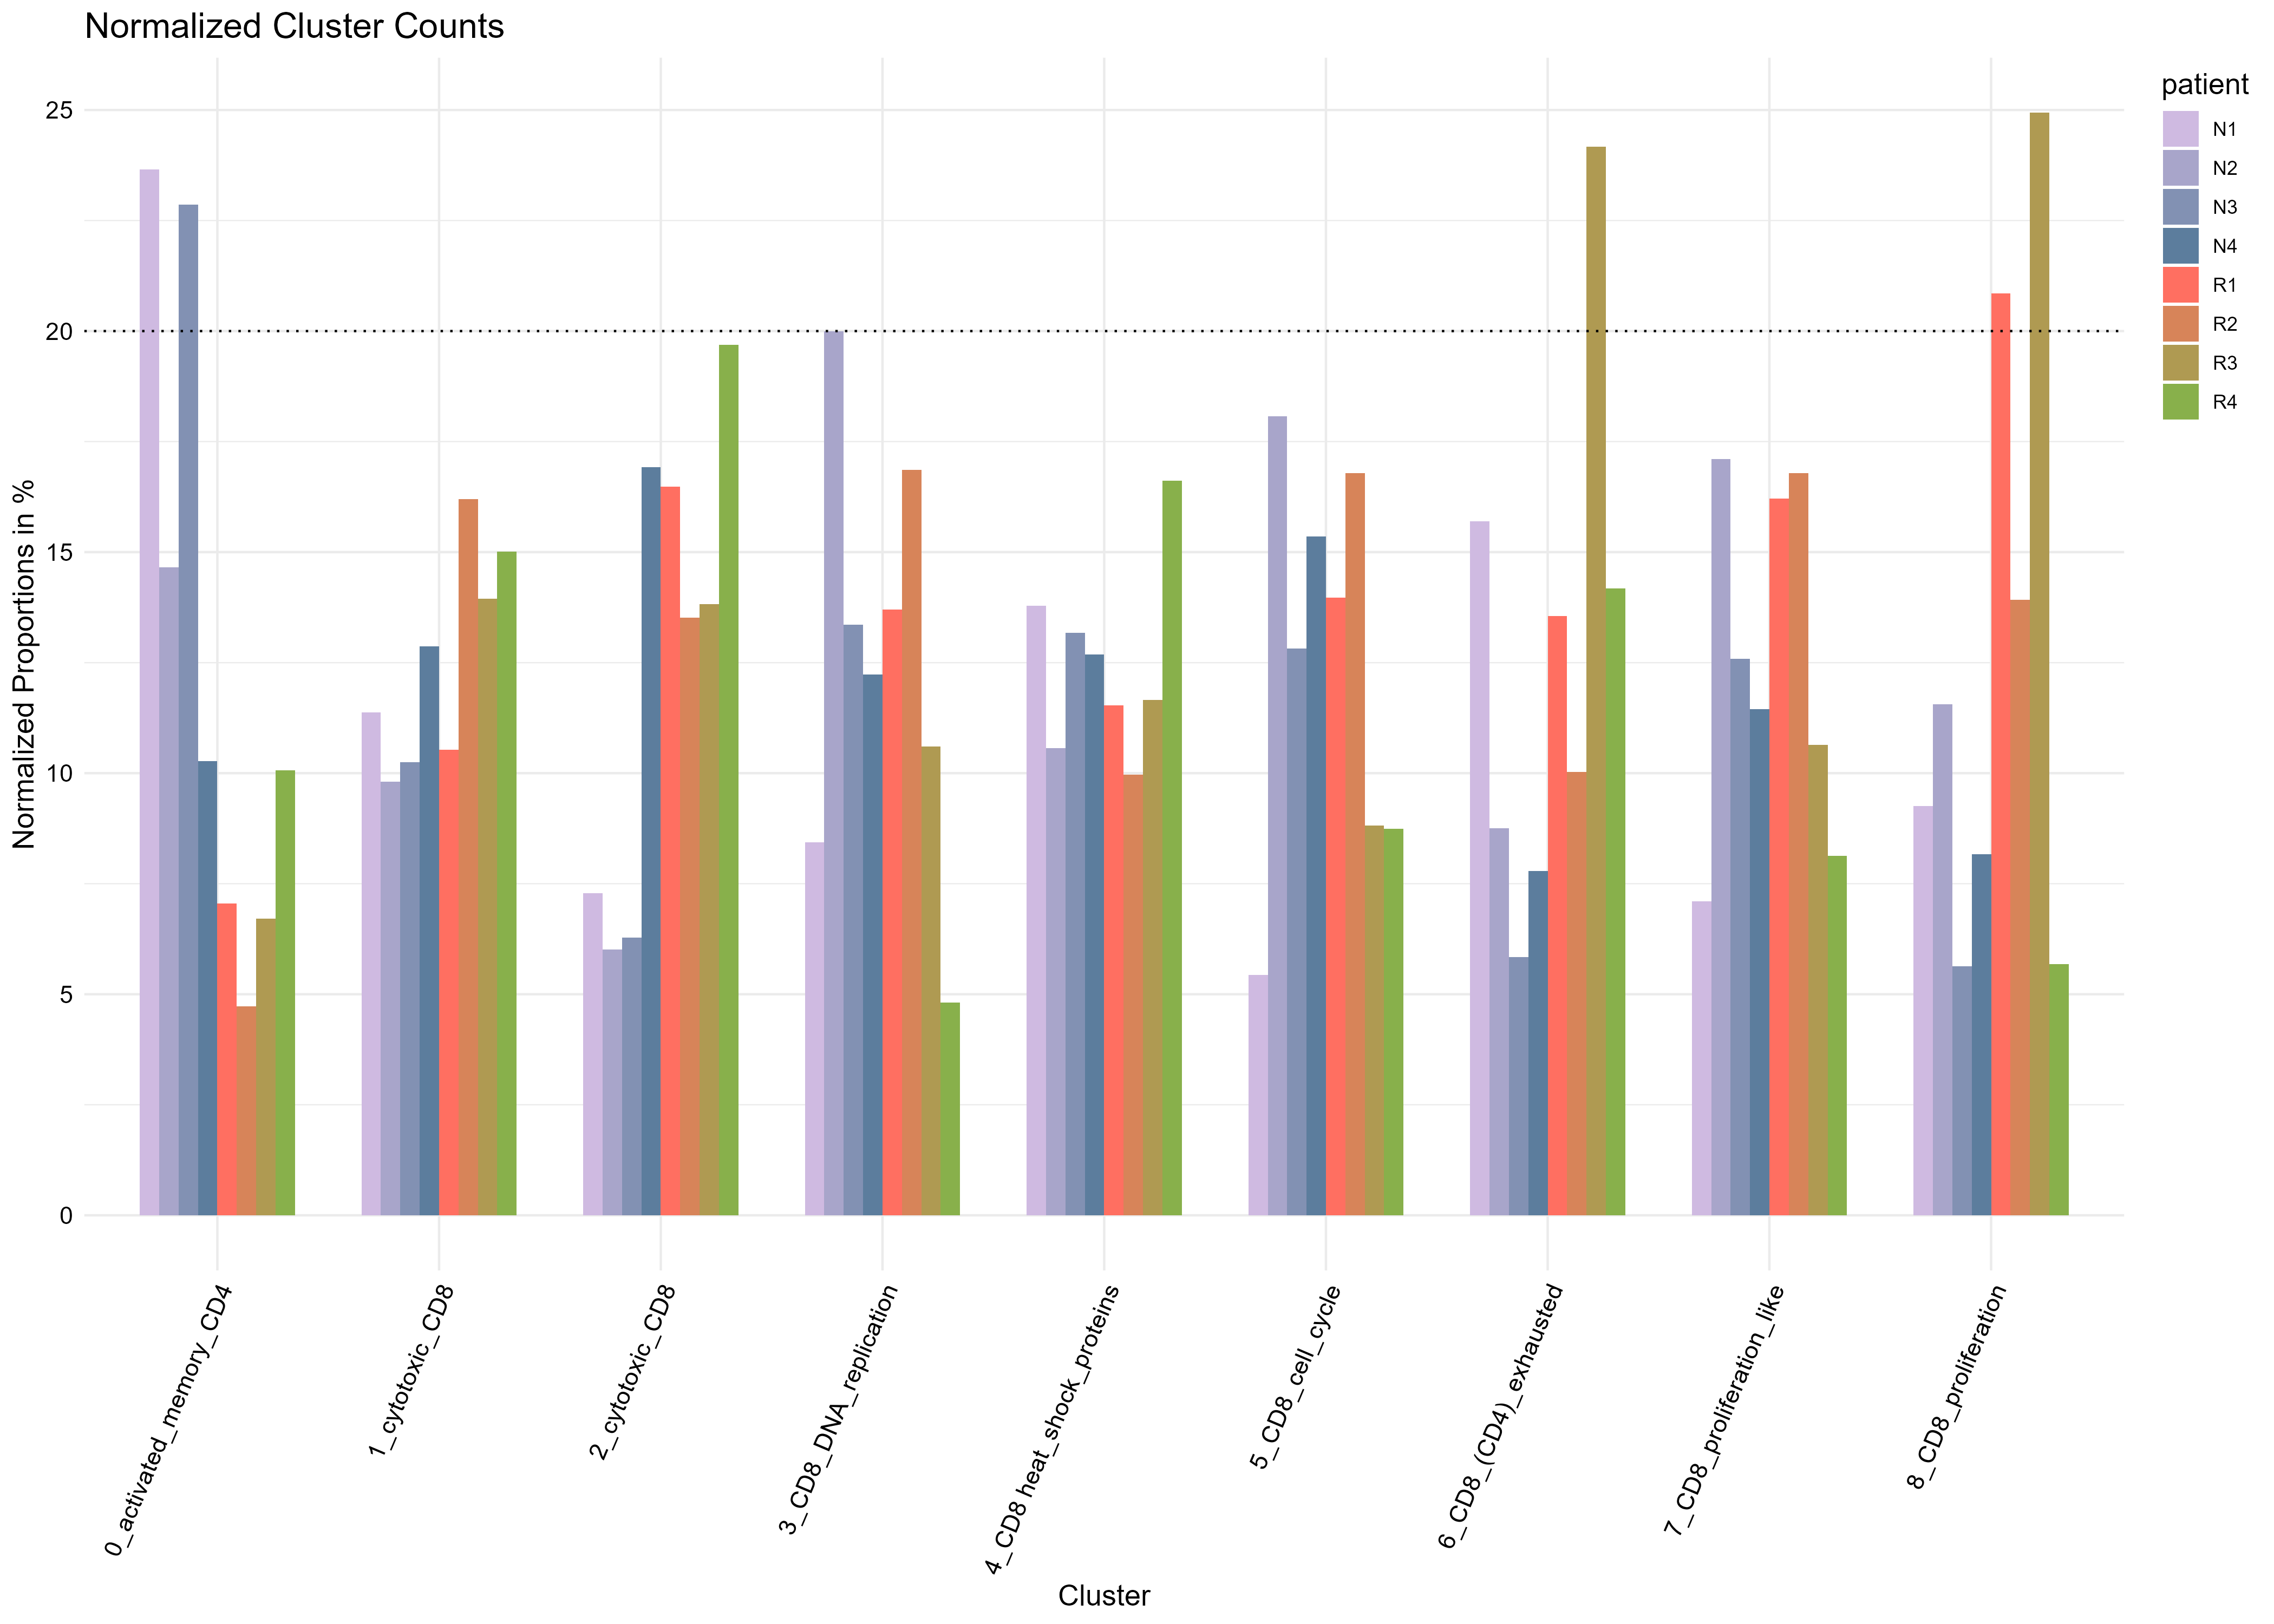 Normalized Cluster Counts
Normalized Proportions in %
25
20
15
10
5
0
0_activated_memory_CD4
1_cytotoxic_CD8
2_cytotoxic_CD8
3_CD8_DNA_replication
4_CD8 heat_shock_proteins
5_CD8_cell_cycle
6_CD8_(CD4)_exhausted
7_CD8_proliferation_like
8_CD8_proliferation
Cluster
patient
N1
N2
N3
N4
R1
R2
R3
R4